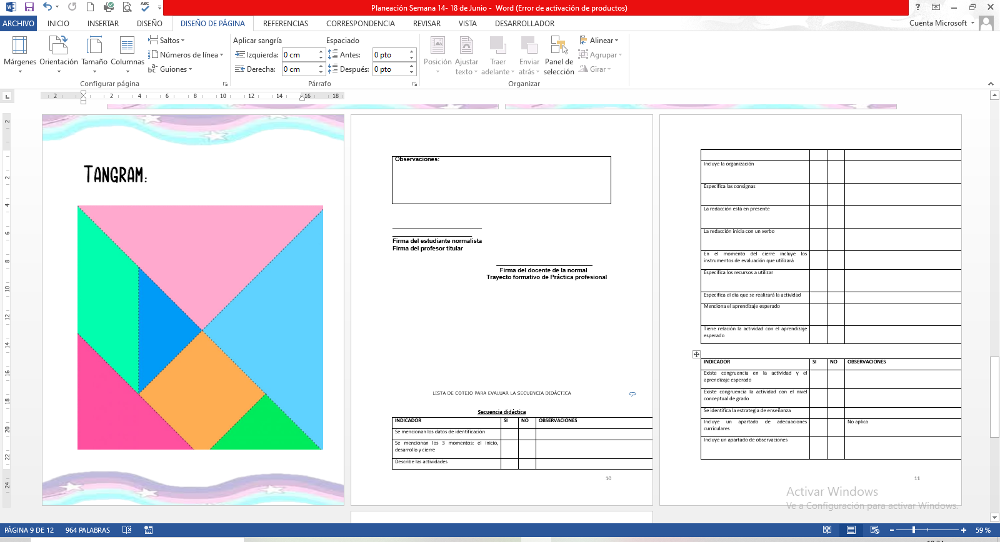 Planeación Semana 14- 18 de Junio - Word (Error de activación de productos)
ARCHIVO INICIO INSERTAR DISEÑO DISEÑO DE PÁGINA REFERENCIAS CORRESPONDENCIA REVISAR VISTA DESARROLLADOR
Cuenta Microsoft
Márgenes
Orientación
Tamaño
Columnas
Saltos
Números de línea
Guiones
Configurar página
Aplicar sangría
Izquierda: 0 cm
Derecha: 0 cm
Espaciado
Antes: 0 pto
Después: 0 pto
Párrafo
Posición
Ajustar texto
Traer adelante
Enviar atrás
Panel de selección
Alinear
Agrupar
Girar
Organizar
2 2 4 6 8 10 12 14 16 18
2 2 4 6 8 10 12 14 16 18 20 22 24
TANGRAM:
Observaciones:
Firma del estudiante normalista
Firma del profesor titular
Firma del docente de la normal
Trayecto formativo de Práctica profesional
LISTA DE COTEJO PARA EVALUAR LA SECUENCIA DIDÁCTICA
Secuencia didáctica
INDICADOR SI NO OBSERVACIONES
Se mencionan los datos de identificación
Se mencionan los 3 momentos: el inicio,
desarrollo y cierre
Describe las actividades
10
Incluye la organización
Especifica las consignas
La redacción está en presente
La redacción inicia con un verbo
En el momento del cierre incluye los
instrumentos de evaluación que utilizará
Especifica los recursos a utilizar
Especifica el día que se realizará la actividad
Menciona el aprendizaje esperado
Tiene relación la actividad con el aprendizaje
esperado
INDICADOR SI NO OBSERVACIONES
Existe congruencia en la actividad y el
aprendizaje esperado
Existe congruencia la actividad con el nivel
conceptual de grado
Se identifica la estrategia de enseñanza
Incluye un apartado de adecuaciones
curriculares
No aplica
Incluye un apartado de observaciones
11
Activar Windows
Ve a Configuración para activar Windows.
PÁGINA 9 DE 12 964 PALABRAS
59 %